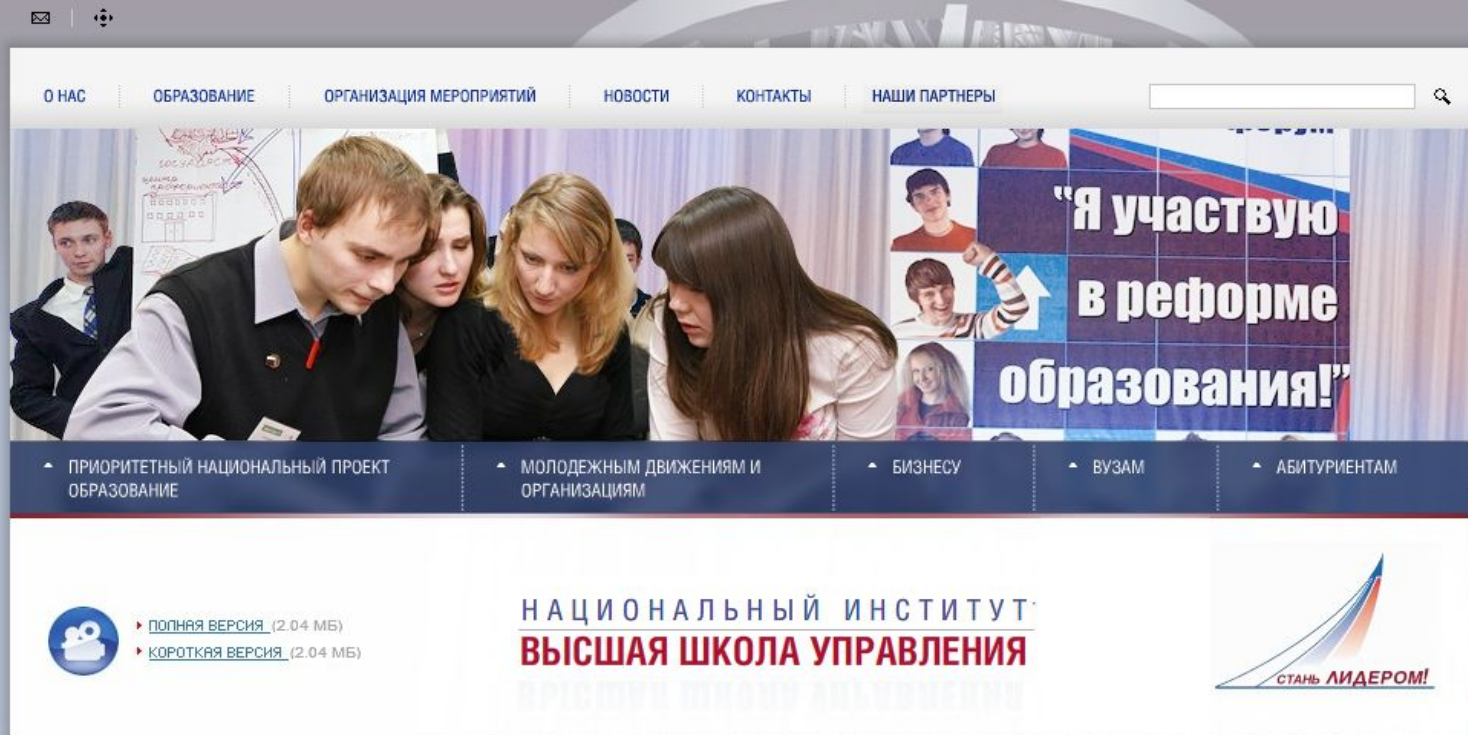 О НАС
ОБРАЗОВАНИЕ
ОРГАНИЗАЦИЯ МЕРОПРИЯТИЙ
НОВОСТИ
КОНТАКТЫ
НАШИ ПАРТНЕРЫ
форум
"Я участвую
в реформе
образования!"
ПРИОРИТЕТНЫЙ НАЦИОНАЛЬНЫЙ ПРОЕКТ
ОБРАЗОВАНИЕ
МОЛОДЕЖНЫМ ДВИЖЕНИЯМ И
ОРГАНИЗАЦИЯМ
БИЗНЕСУ
ВУЗАМ
АБИТУРИЕНТАМ
ПОЛНАЯ ВЕРСИЯ (2.04 МБ)
КОРОТКАЯ ВЕРСИЯ (2.04 МБ)
НАЦИОНАЛЬНЫЙ ИНСТИТУТ
ВЫСШАЯ ШКОЛА УПРАВЛЕНИЯ
СТАНЬ ЛИДЕРОМ!